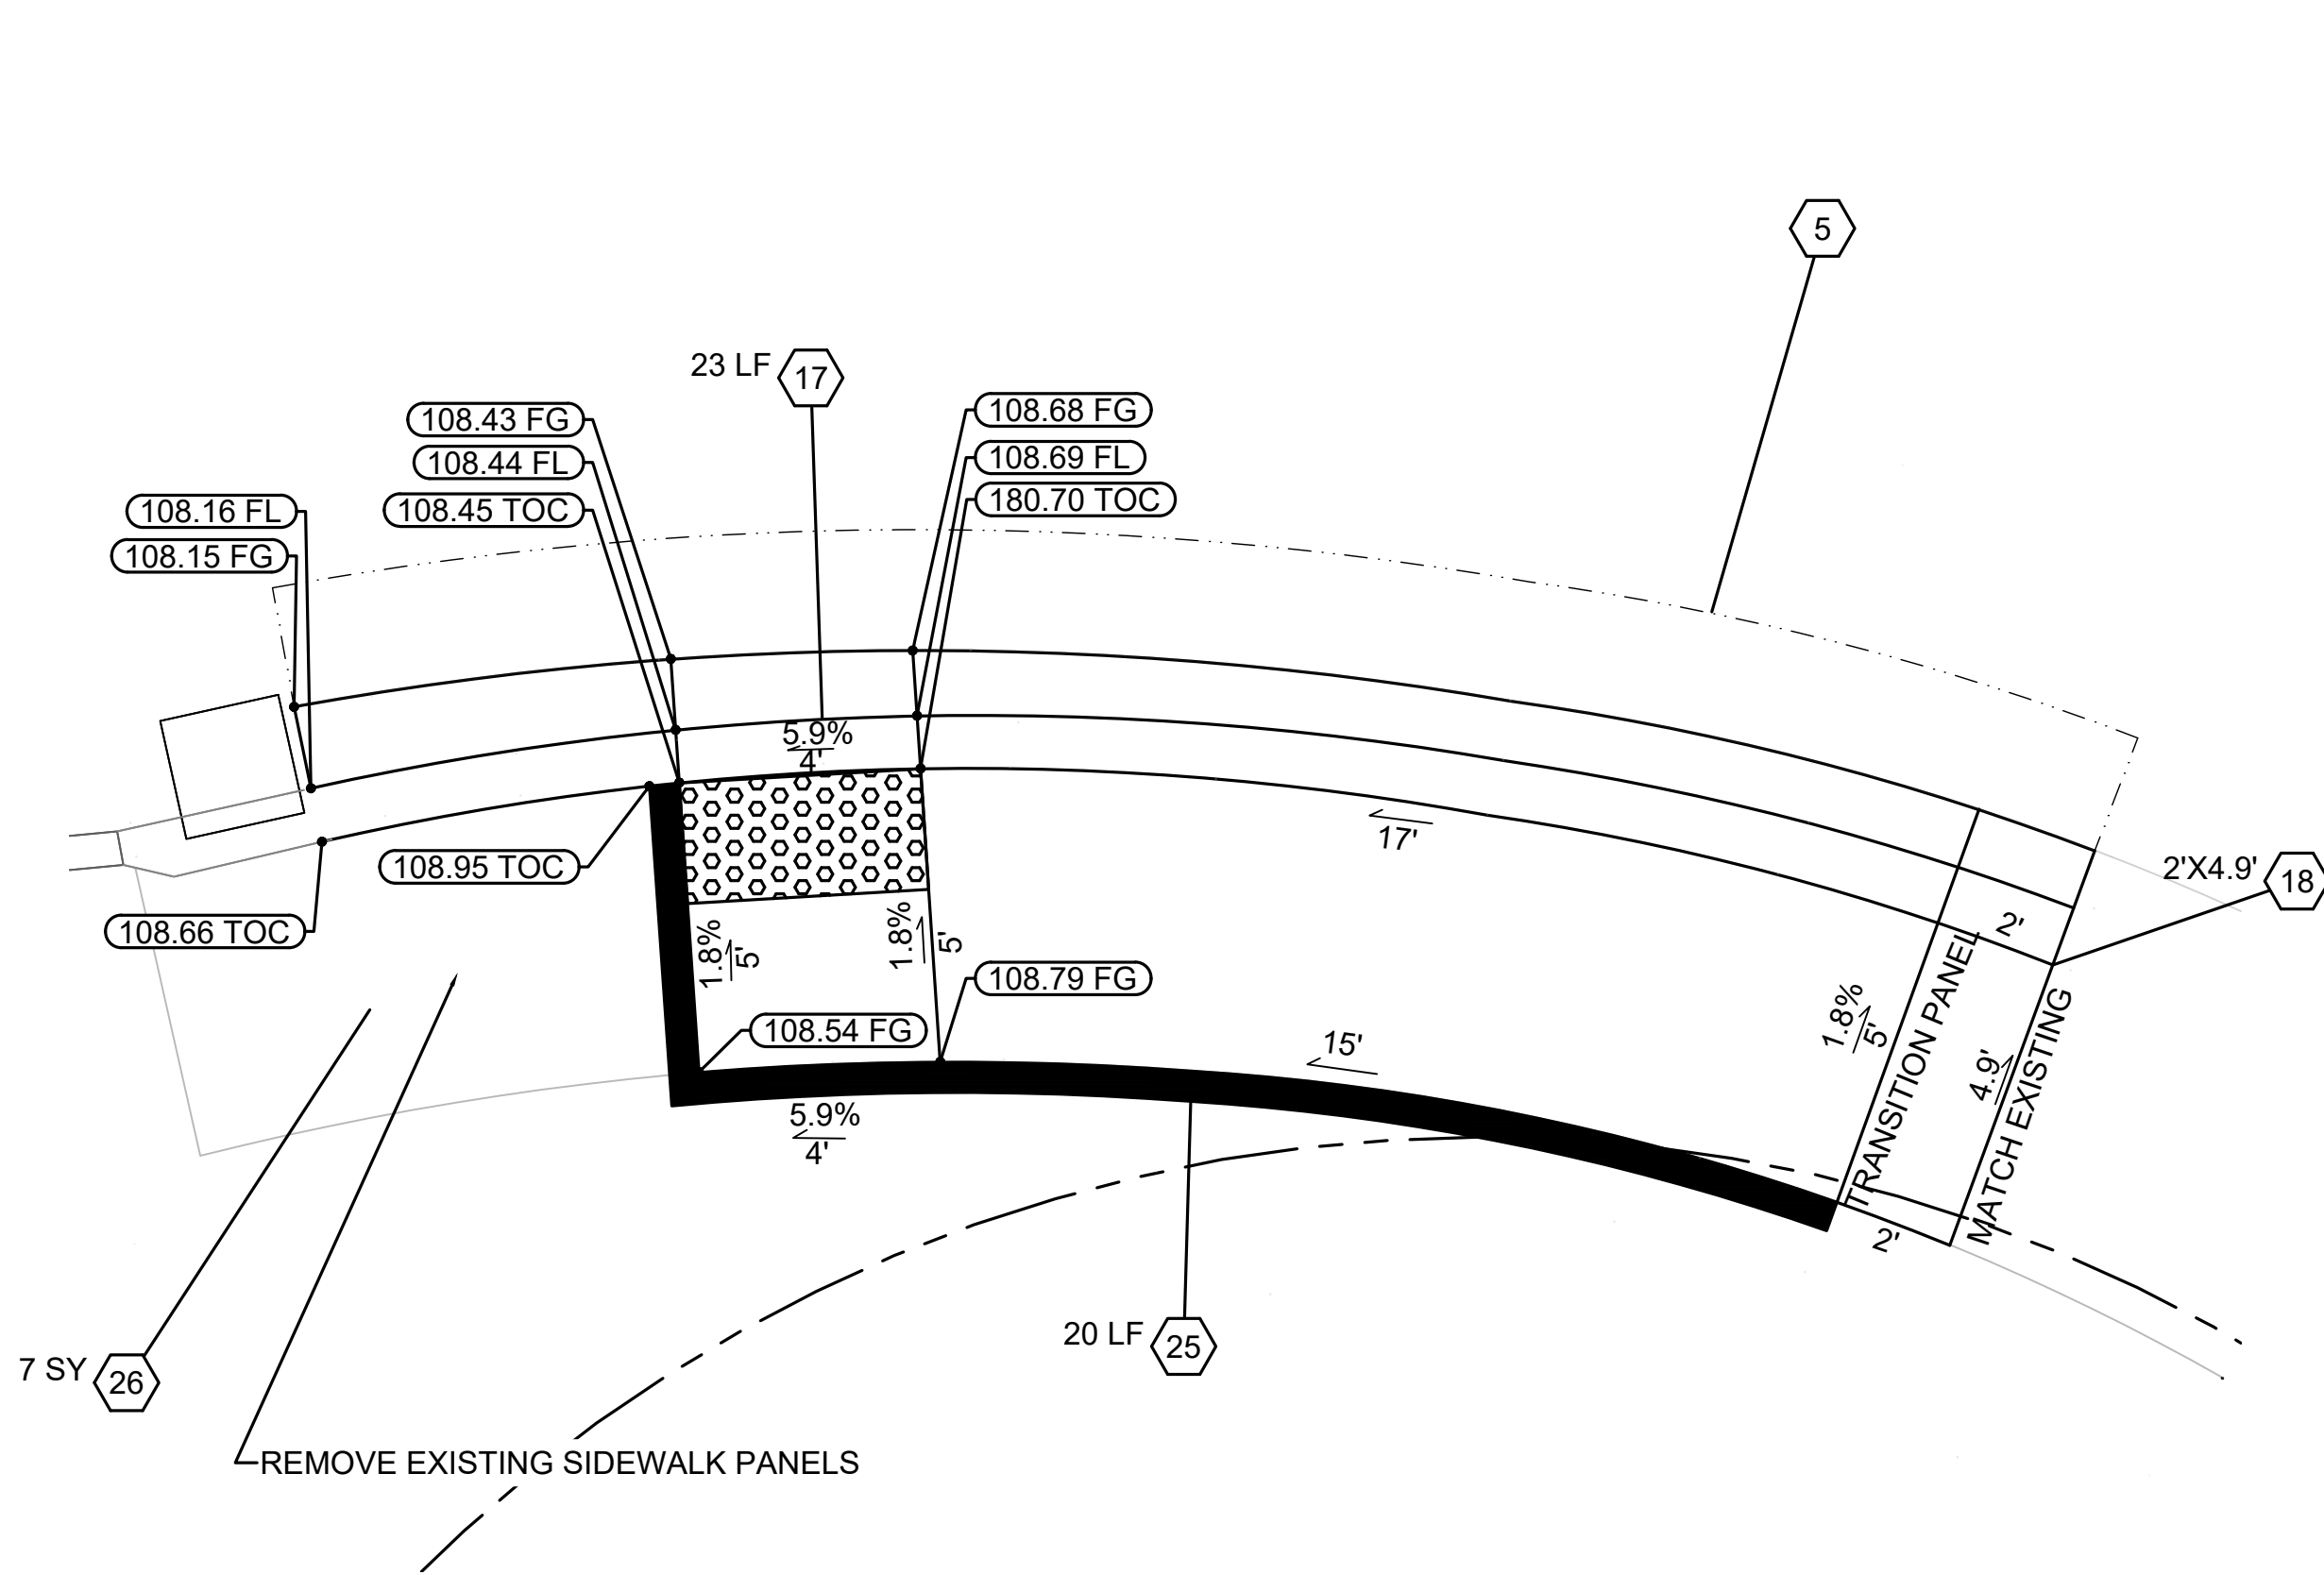 5
23 LF
17
108.43 FG
108.68 FG
108.44 FL
108.69 FL
108.45 TOC
180.70 TOC
108.16 FL
108.15 FG
5.9%
4'
17'
108.95 TOC
2'X4.9'
18
108.66 TOC
2'
1.8%
5'
1.8%
5'
108.79 FG
108.54 FG
15'
1.8%
5'
TRANSITION PANEL
4.9'
MATCH EXISTING
5.9%
4'
2'
20 LF
25
7 SY
26
REMOVE EXISTING SIDEWALK PANELS